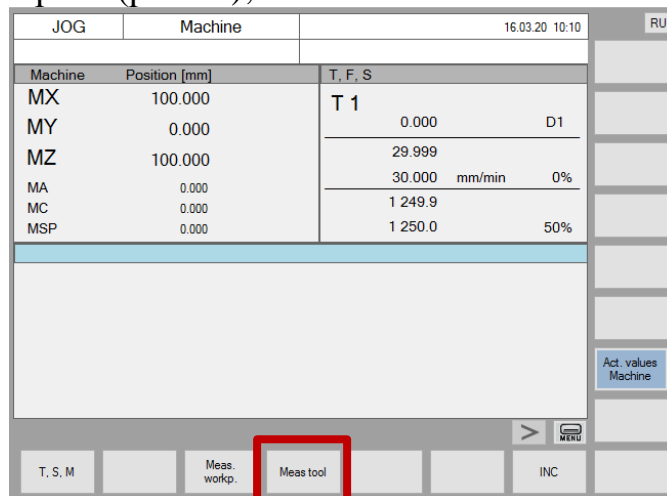 JOG Machine 16.03.20 10:10 RU
Machine Position [mm] T, F, S
MX 100.000 T 1
MY 0.000 0.000 D1
MZ 100.000 29.999
30.000 mm/min 0%
MA 0.000
MC 0.000 1 249.9
MSP 0.000 1 250.0 50%
Act. values
Machine
> MENU
T, S, M Meas. workp. Meas tool INC